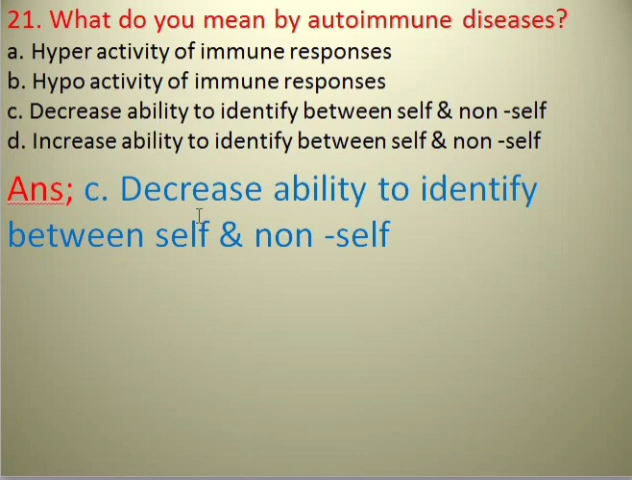 21. What do you mean by autoimmune diseases?
a. Hyper activity of immune responses
b. Hypo activity of immune responses
c. Decrease ability to identify between self & non -self
d. Increase ability to identify between self & non -self
Ans; c. Decrease ability to identify
between self & non -self